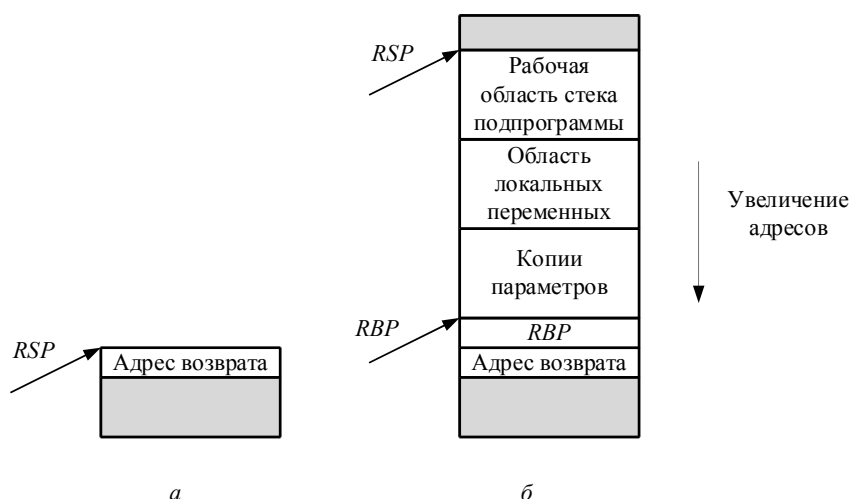 RSP
Адрес возврата
а
RSP
Рабочая
область стека
подпрограммы
Область
локальных
переменных
Копии
параметров
RBP
RBP
Адрес возврата
б
Увеличение
адресов